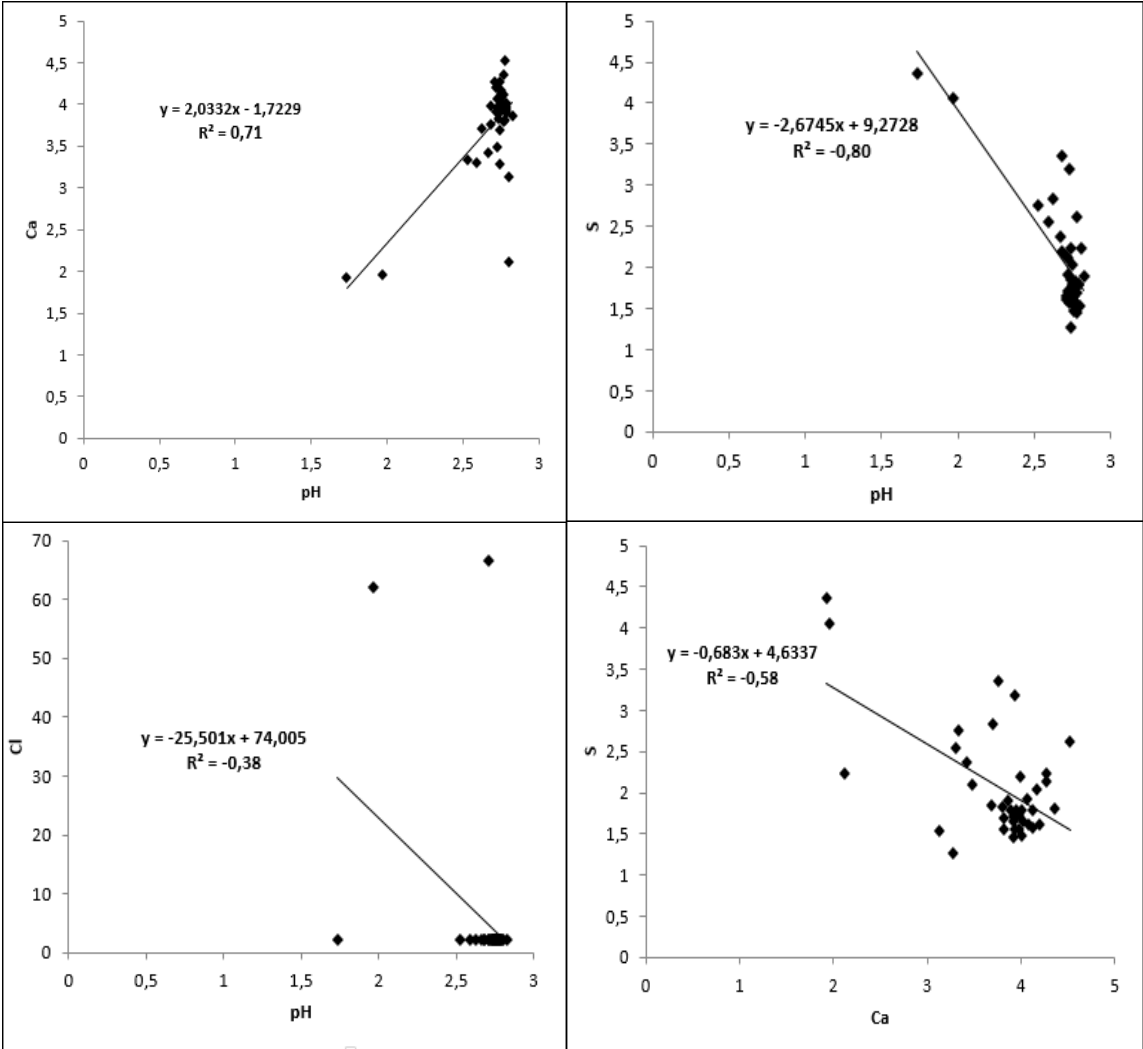 5
4,5
4
3,5
3
2,5
2
1,5
1
0,5
0
Ca
y = 2,0332x - 1,7229
R² = 0,71
0 0,5 1 1,5 2 2,5 3
pH
5
4,5
4
3,5
3
2,5
2
1,5
1
0,5
0
S
y = -2,6745x + 9,2728
R² = -0,80
0 0,5 1 1,5 2 2,5 3
pH
70
60
50
40
30
20
10
0
Cl
y = -25,501x + 74,005
R² = -0,38
0 0,5 1 1,5 2 2,5 3
pH
5
4,5
4
3,5
3
2,5
2
1,5
1
0,5
0
S
y = -0,683x + 4,6337
R² = -0,58
0 1 2 3 4 5
Ca